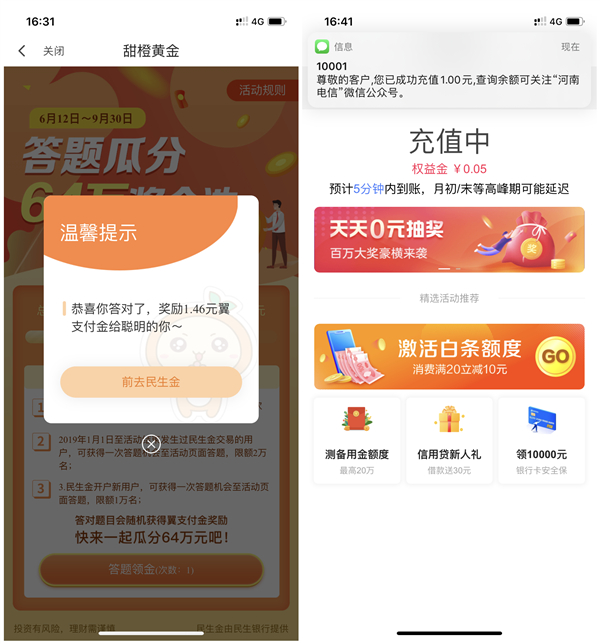 16:31
4G
关闭
甜橙黄金
活动规则
6月12日～9月30日
答题瓜分
64万
温馨提示
恭喜你答对了，奖励1.46元翼
支付金给聪明的你～
前去民生金
1
2
2019年1月1日至活动
发生过民生金交易的用
户，可获得一次答题机会至活动页面答题，限额2万
名；
3
3.民生金开户新用户，可获得一次答题机会至活动页
面答题，限额1万名；
答对题目会随机获得翼支付金奖励
快来一起瓜分64万元吧！
答题领金(次数：1)
投资有风险，理财需谨慎
民生金由民生银行提供
16:41
4G
信息
现在
10001
尊敬的客户,您已成功充值1.00元,查询余额可关注“河南
电信”微信公众号。
充值中
权益金 ￥0.05
预计5分钟内到账，月初/末等高峰期可能延迟
天天0元抽奖
百万大奖豪横来袭
奖
精选活动推荐
激活白条额度
消费满20立减10元
GO
测备用金额度
最高20万
信用贷新人礼
借款送30元
领10000元
银行卡安全保